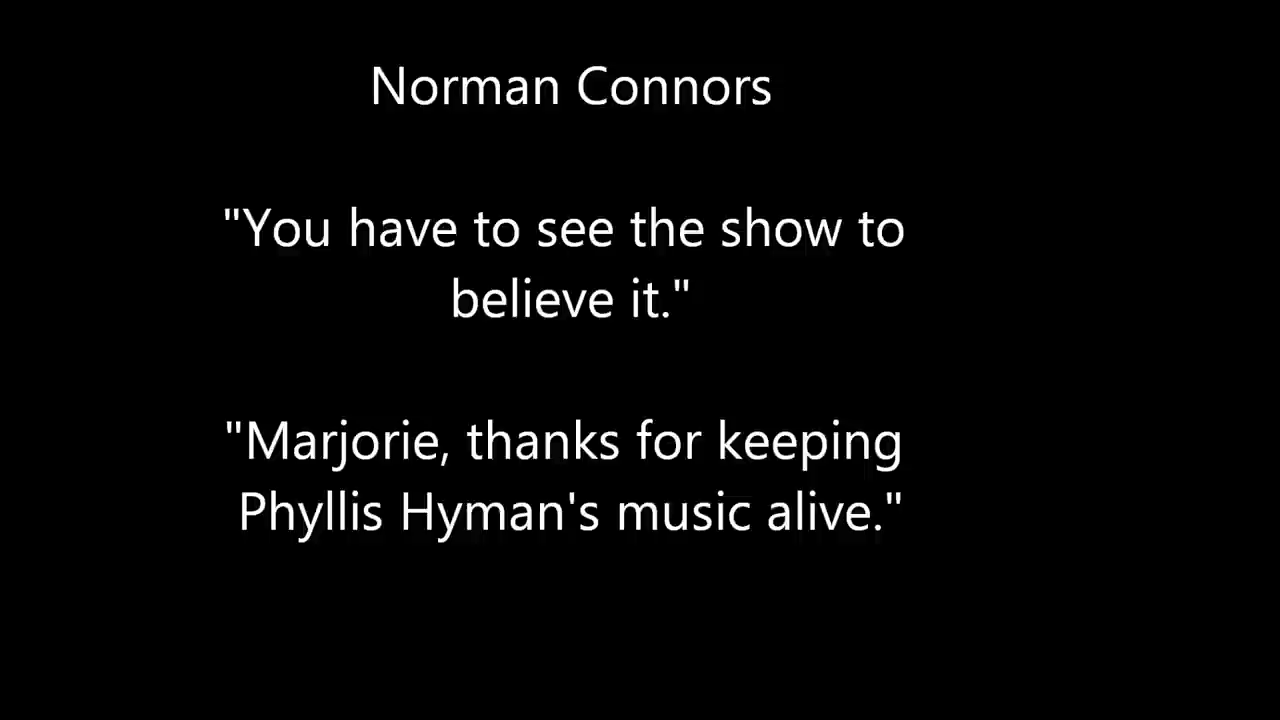 Norman Connors
"You have to see the show to
believe it."
"Marjorie, thanks for keeping
Phyllis Hyman's music alive."